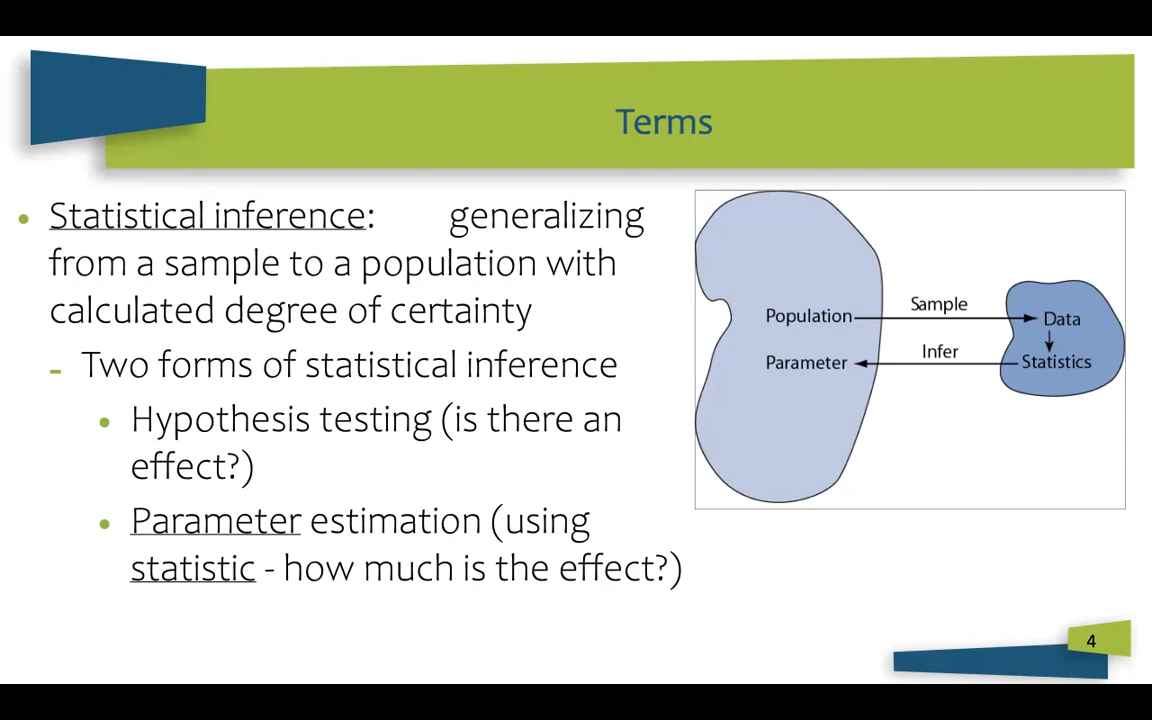 Terms
• Statistical inference: generalizing
from a sample to a population with
calculated degree of certainty
- Two forms of statistical inference
• Hypothesis testing (is there an
effect?)
• Parameter estimation (using
statistic - how much is the effect?)
Sample
Population
Data
Infer
Parameter
Statistics
4